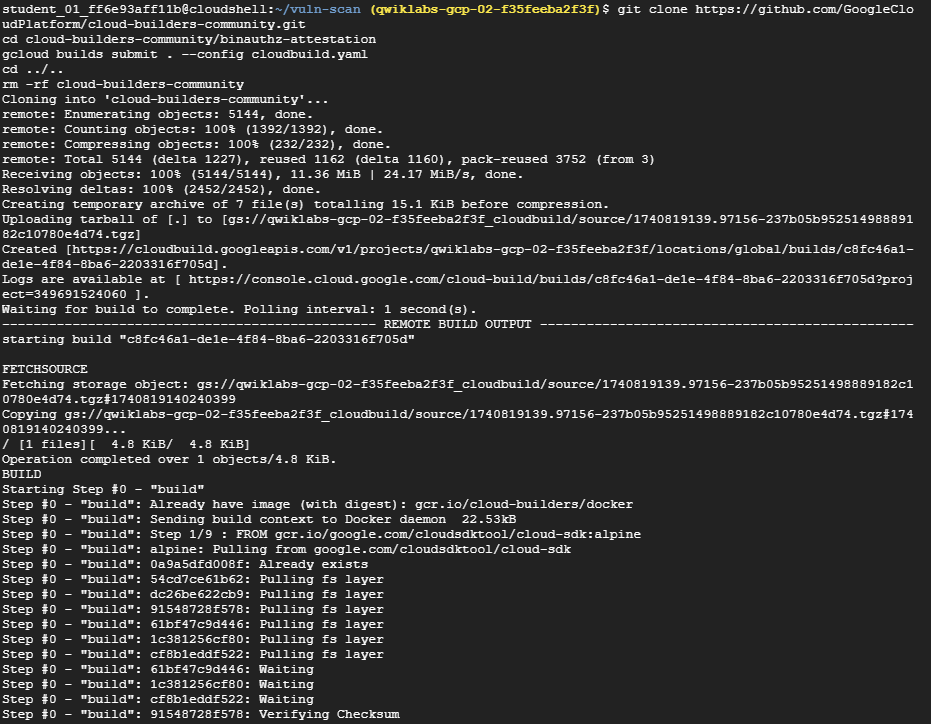 student_01_ff6e93aff11b@cloudshell:~/vuln-scan (qwiklabs-gcp-02-f35feeba2f3f)$ git clone https://github.com/GoogleClo
udPlatform/cloud-builders-community.git
cd cloud-builders-community/binauthz-attestation
gcloud builds submit . --config cloudbuild.yaml
cd ../..
rm -rf cloud-builders-community
Cloning into 'cloud-builders-community'...
remote: Enumerating objects: 5144, done.
remote: Counting objects: 100% (1392/1392), done.
remote: Compressing objects: 100% (232/232), done.
remote: Total 5144 (delta 1227), reused 1162 (delta 1160), pack-reused 3752 (from 3)
Receiving objects: 100% (5144/5144), 11.36 MiB | 24.17 MiB/s, done.
Resolving deltas: 100% (2452/2452), done.
Creating temporary archive of 7 file(s) totalling 15.1 KiB before compression.
Uploading tarball of [.] to [gs://qwiklabs-gcp-02-f35feeba2f3f_cloudbuild/source/1740819139.97156-237b05b952514988891
82c10780e4d74.tgz]
Created [https://cloudbuild.googleapis.com/v1/projects/qwiklabs-gcp-02-f35feeba2f3f/locations/global/builds/c8fc46a1-
de1e-4f84-8ba6-2203316f705d].
Logs are available at [ https://console.cloud.google.com/cloud-build/builds/c8fc46a1-de1e-4f84-8ba6-2203316f705d?proj
ect=349691524060 ].
Waiting for build to complete. Polling interval: 1 second(s).
------------------------------------------------ REMOTE BUILD OUTPUT ------------------------------------------------
starting build "c8fc46a1-de1e-4f84-8ba6-2203316f705d"
FETCHSOURCE
Fetching storage object: gs://qwiklabs-gcp-02-f35feeba2f3f_cloudbuild/source/1740819139.97156-237b05b95251498889182c1
0780e4d74.tgz#1740819140240399
Copying gs://qwiklabs-gcp-02-f35feeba2f3f_cloudbuild/source/1740819139.97156-237b05b95251498889182c10780e4d74.tgz#174
0819140240399...
/ [1 files][  4.8 KiB/  4.8 KiB]
Operation completed over 1 objects/4.8 KiB.
BUILD
Starting Step #0 - "build"
Step #0 - "build": Already have image (with digest): gcr.io/cloud-builders/docker
Step #0 - "build": Sending build context to Docker daemon  22.53kB
Step #0 - "build": Step 1/9 : FROM gcr.io/google.com/cloudsdktool/cloud-sdk:alpine
Step #0 - "build": alpine: Pulling from google.com/cloudsdktool/cloud-sdk
Step #0 - "build": 0a9a5dfd008f: Already exists
Step #0 - "build": 54cd7ce61b62: Pulling fs layer
Step #0 - "build": dc26be622cb9: Pulling fs layer
Step #0 - "build": 91548728f578: Pulling fs layer
Step #0 - "build": 61bf47c9d446: Pulling fs layer
Step #0 - "build": 1c381256cf80: Pulling fs layer
Step #0 - "build": cf8b1eddf522: Pulling fs layer
Step #0 - "build": 61bf47c9d446: Waiting
Step #0 - "build": 1c381256cf80: Waiting
Step #0 - "build": cf8b1eddf522: Waiting
Step #0 - "build": 91548728f578: Verifying Checksum